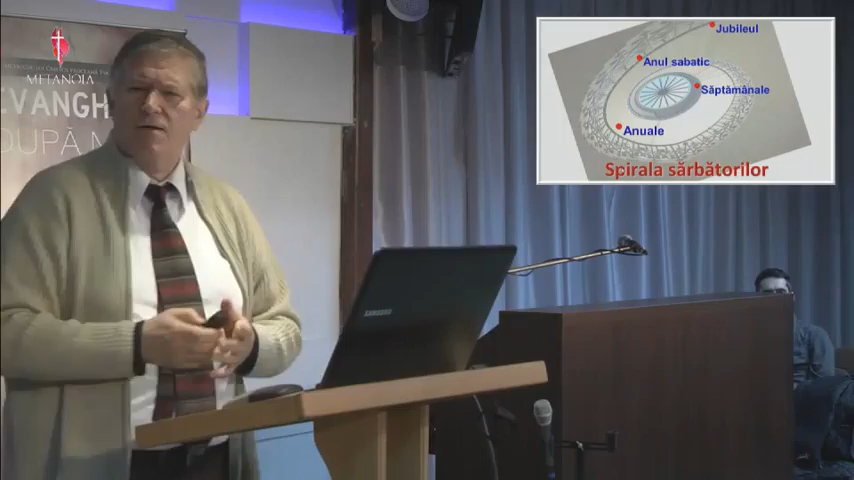 METANOIA
EVANGH
DUPĂ M
SAMSUNG
Jubileul
Anul sabatic
Săptămânale
Anuale
Spirala sărbătorilor